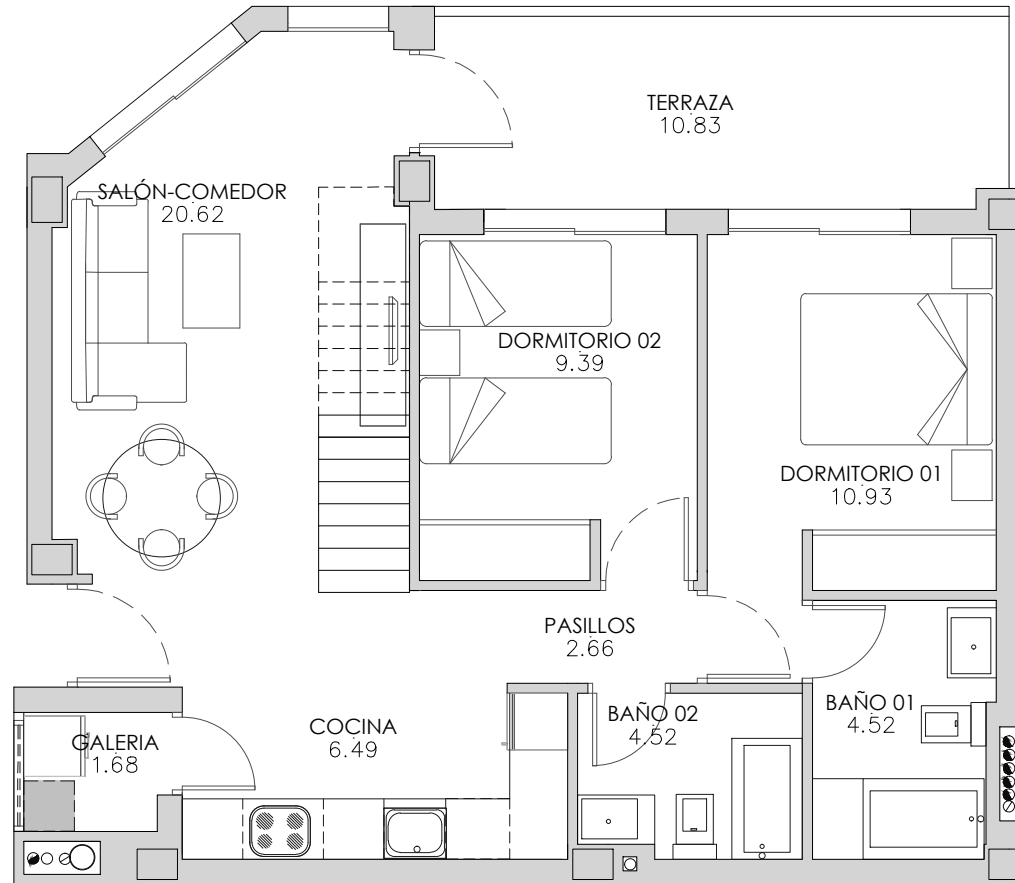 TERRAZA
10.83
SALÓN-COMEDOR
20.62
DORMITORIO 02
9.39
DORMITORIO 01
10.93
PASILLOS
2.66
BAÑO 01
4.52
BAÑO 02
4.52
COCINA
6.49
GALERIA
1.68